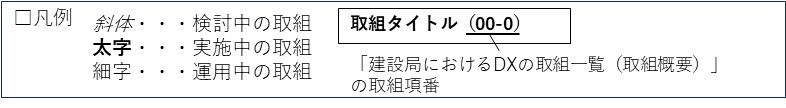 □凡例
斜体・・・検討中の取組
太字・・・実施中の取組
細字・・・運用中の取組
取組タイトル（00-0）
「建設局におけるDXの取組一覧（取組概要）」
の取組項番